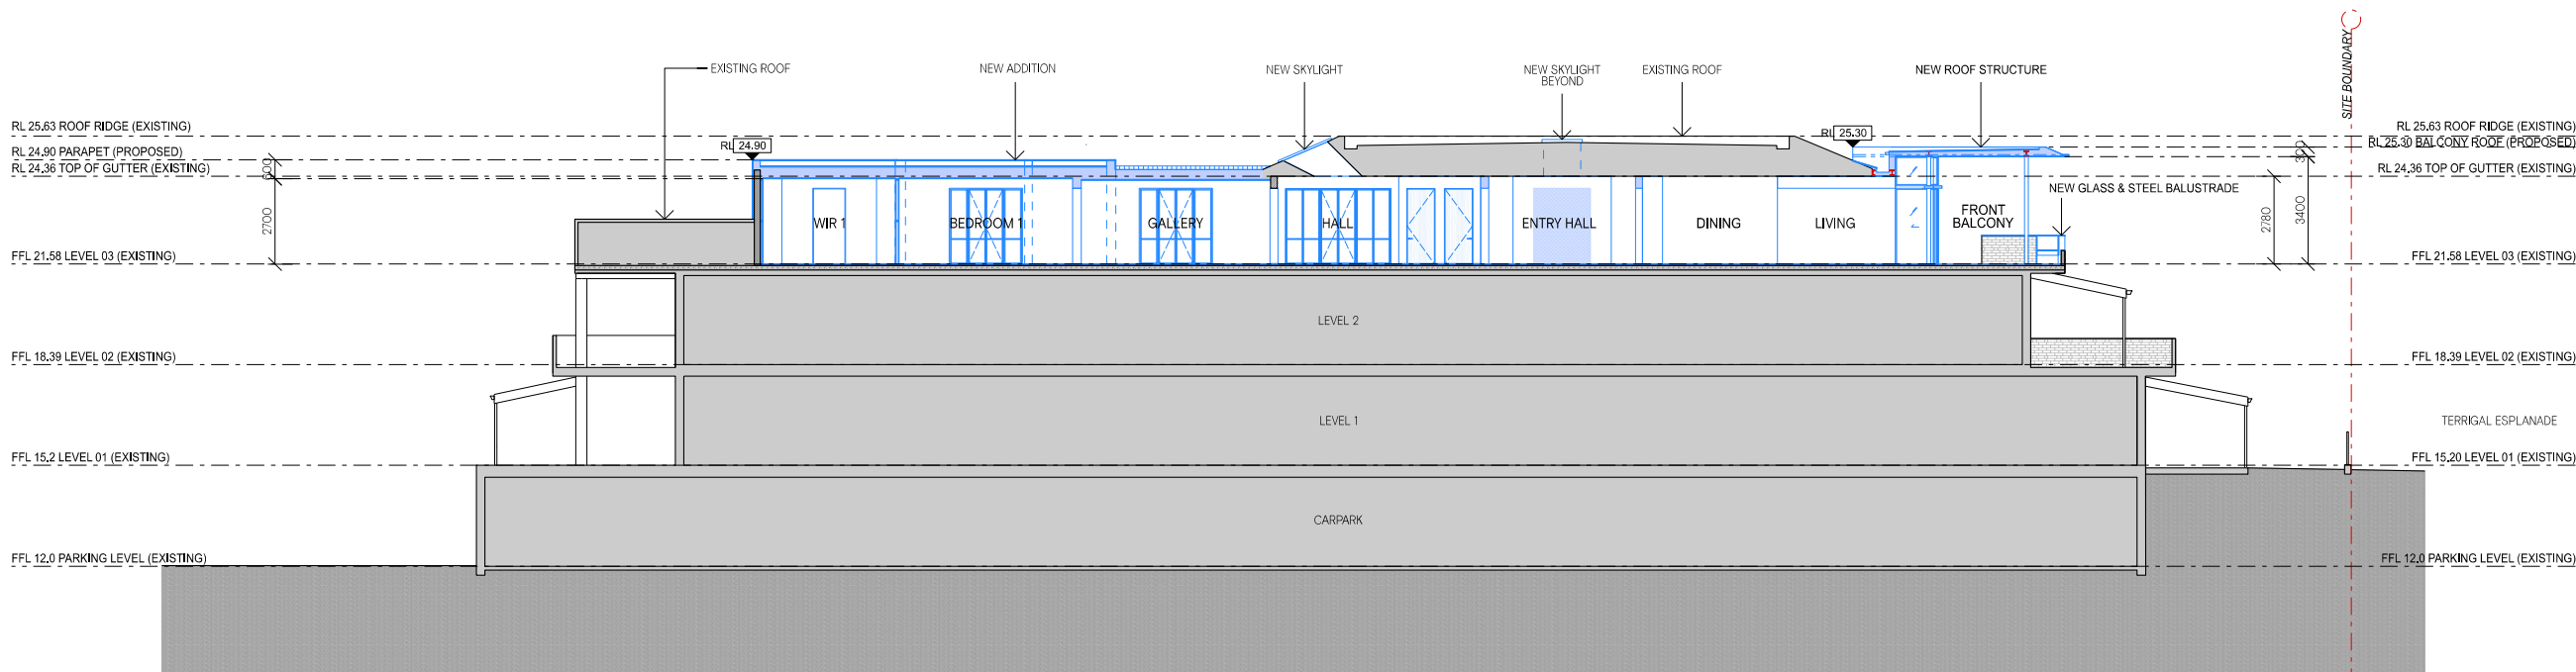 EXISTING ROOF
NEW ADDITION
NEW SKYLIGHT
NEW SKYLIGHT
BEYOND
EXISTING ROOF
NEW ROOF STRUCTURE
SITE BOUNDARY
RL 25.63 ROOF RIDGE (EXISTING)
RL 24.90 PARAPET (PROPOSED)
RL 24.36 TOP OF GUTTER (EXISTING)
600
2700
FFL 21.58 LEVEL 03 (EXISTING)
FFL 18.39 LEVEL 02 (EXISTING)
FFL 15.2 LEVEL 01 (EXISTING)
FFL 12.0 PARKING LEVEL (EXISTING)
RL 24.90
RL 25.30
WIR 1
BEDROOM 1
GALLERY
HALL
ENTRY HALL
DINING
LIVING
FRONT
BALCONY
NEW GLASS & STEEL BALUSTRADE
LEVEL 2
LEVEL 1
CARPARK
RL 25.63 ROOF RIDGE (EXISTING)
RL 25.30 BALCONY ROOF (PROPOSED)
RL 24.36 TOP OF GUTTER (EXISTING)
300
2780
3400
FFL 21.58 LEVEL 03 (EXISTING)
FFL 18.39 LEVEL 02 (EXISTING)
TERRIGAL ESPLANADE
FFL 15.20 LEVEL 01 (EXISTING)
FFL 12.0 PARKING LEVEL (EXISTING)